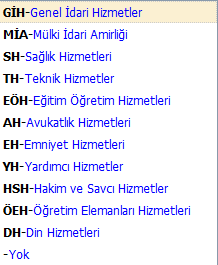 GİH-Genel İdari Hizmetler
MİA-Mülki İdari Amirliği
SH-Sağlık Hizmetleri
TH-Teknik Hizmetler
EÖH-Eğitim Öğretim Hizmetleri
AH-Avukatlık Hizmetleri
EH-Emniyet Hizmetleri
YH-Yardımcı Hizmetler
HSH-Hakim ve Savcı Hizmetler
ÖEH-Öğretim Elemanları Hizmetleri
DH-Din Hizmetleri
-Yok